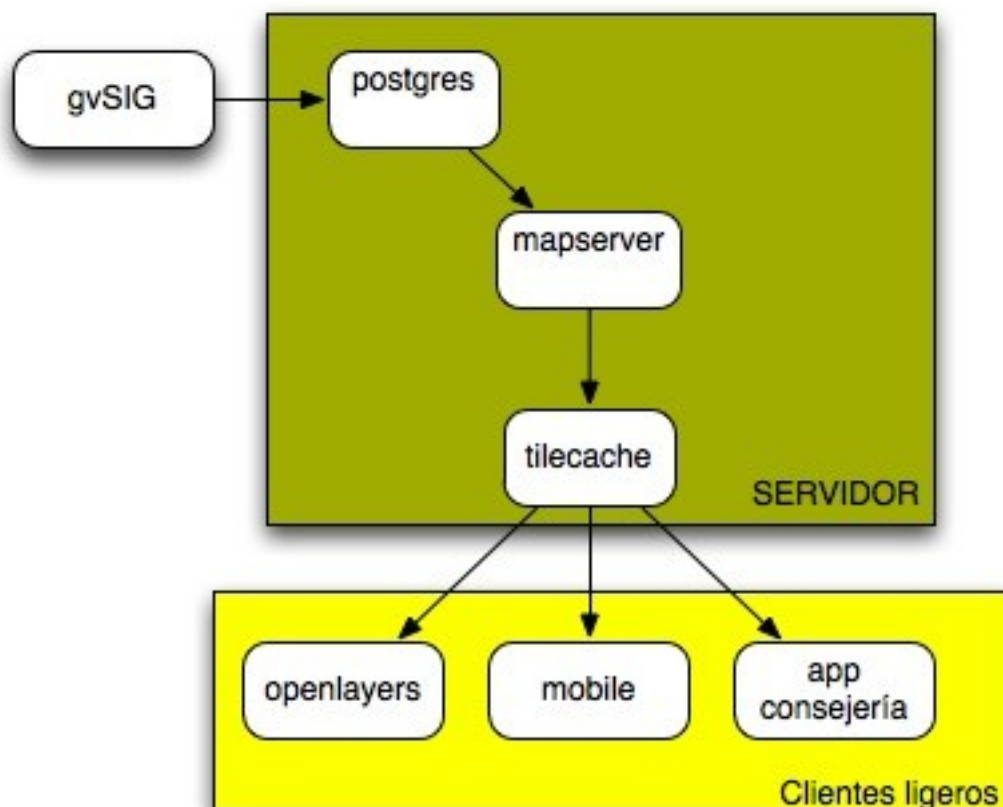 gvSIG
postgres
mapserver
tilecache
SERVIDOR
openlayers
mobile
app
consejería
Clientes ligeros